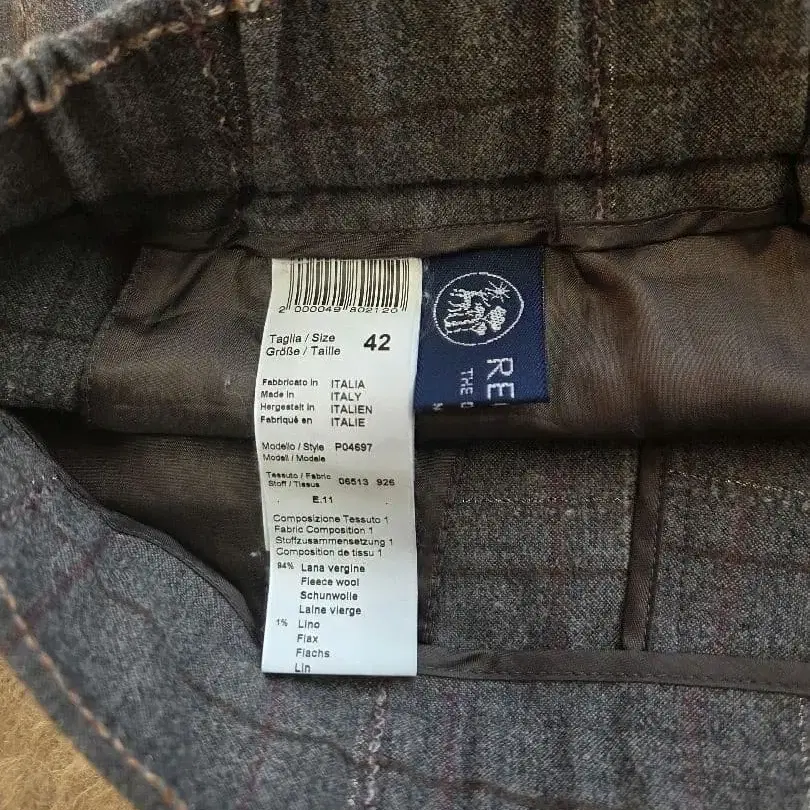 2 000049 802120
Taglia / Size
Größe / Taille
42
Fabbricato in ITALIA
Made in ITALY
Hergestellt in ITALIEN
Fabriqué en ITALIE
Modello / Style P04697
Modell / Modele
Tessuto / Fabric
Stoff / Tissus
06513 926
E.11
Composizione Tessuto 1
Fabric Composition 1
Stoffzusammensetzung 1
Composition de tissu 1
94% Lana vergine
Fleece wool
Schunwolle
Laine vierge
1% Lino
Flax
Flachs
Lin
RE
THE